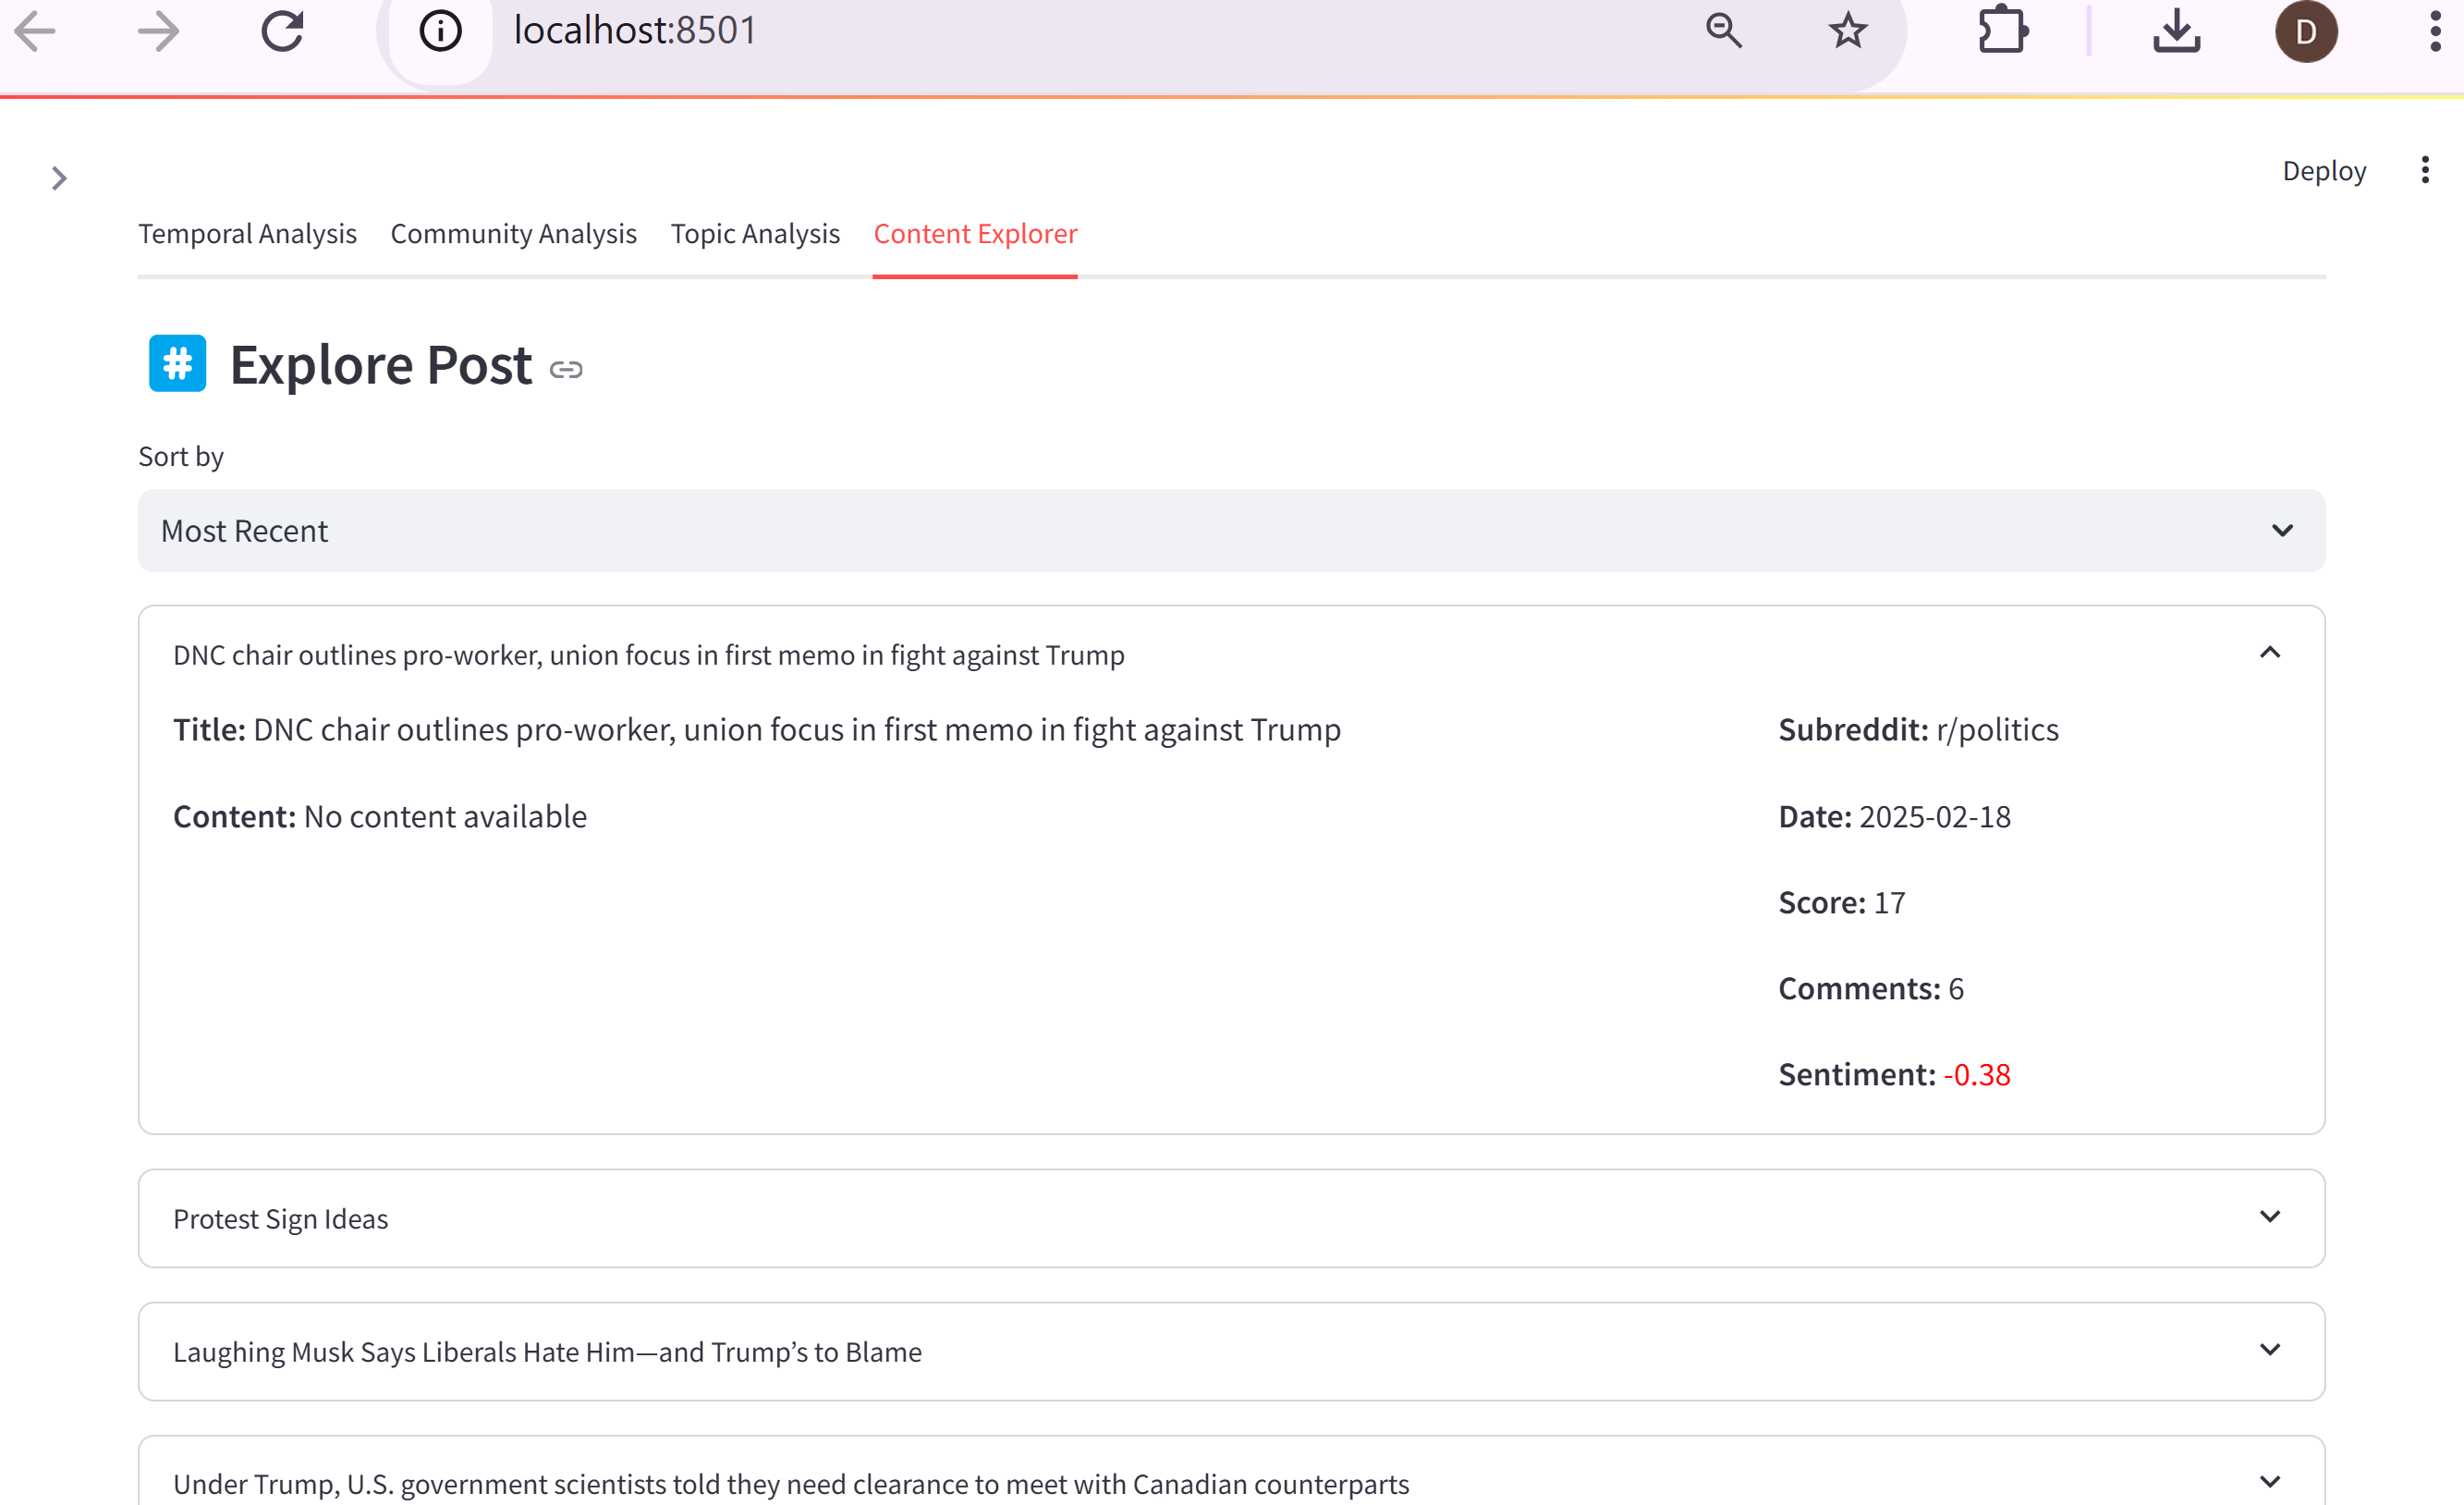 localhost:8501
D
Deploy
Temporal Analysis Community Analysis Topic Analysis Content Explorer
# Explore Post
Sort by
Most Recent
DNC chair outlines pro-worker, union focus in first memo in fight against Trump
Title: DNC chair outlines pro-worker, union focus in first memo in fight against Trump
Content: No content available
Subreddit: r/politics
Date: 2025-02-18
Score: 17
Comments: 6
Sentiment: -0.38
Protest Sign Ideas
Laughing Musk Says Liberals Hate Him—and Trump’s to Blame
Under Trump, U.S. government scientists told they need clearance to meet with Canadian counterparts